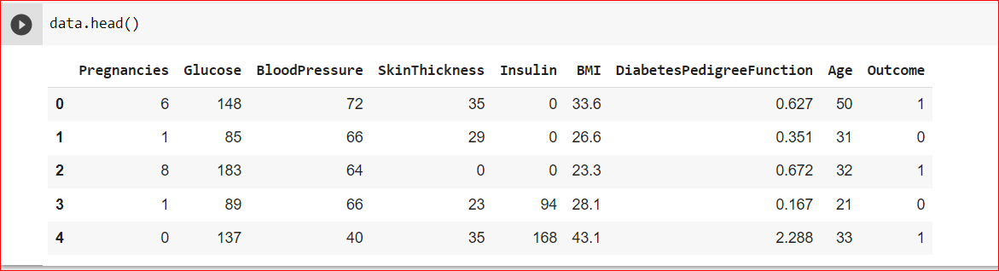 data.head()
Pregnancies Glucose BloodPressure SkinThickness Insulin BMI DiabetesPedigreeFunction Age Outcome
0 6 148 72 35 0 33.6 0.627 50 1
1 1 85 66 29 0 26.6 0.351 31 0
2 8 183 64 0 0 23.3 0.672 32 1
3 1 89 66 23 94 28.1 0.167 21 0
4 0 137 40 35 168 43.1 2.288 33 1